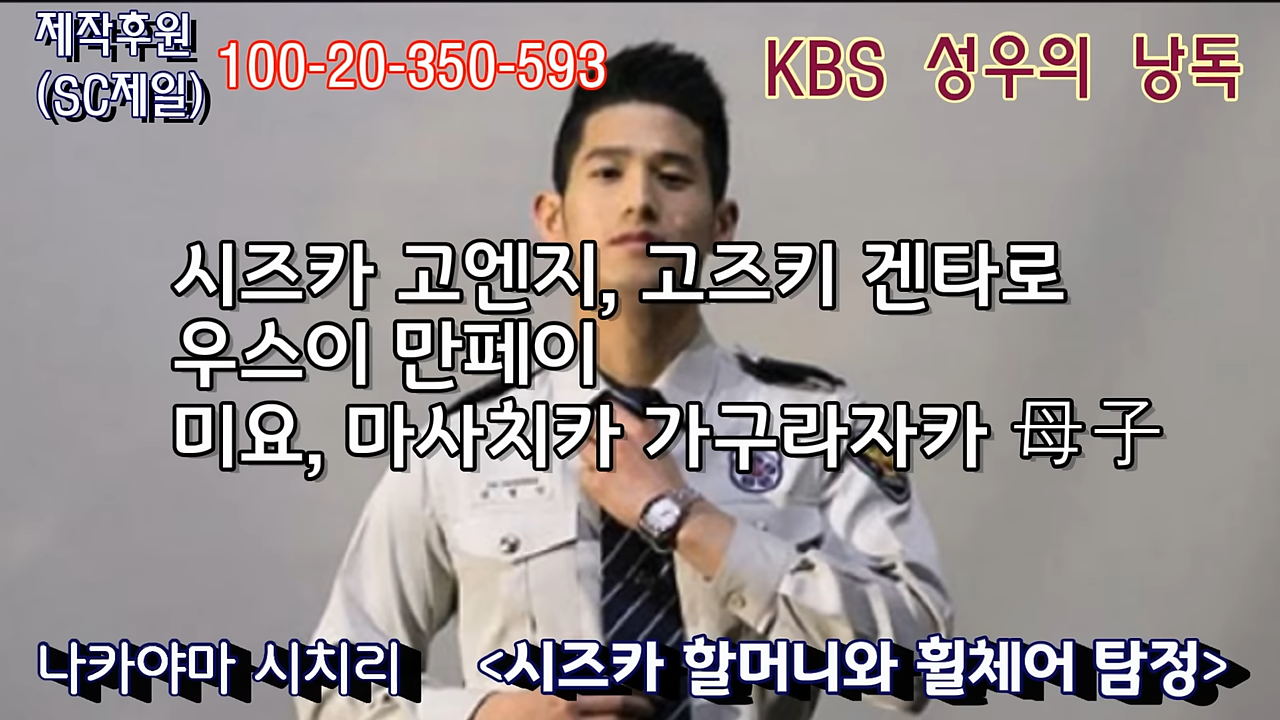 제작후원
(SC제일)
100-20-350-593
KBS 성우의 낭독
시즈카 고엔지, 고즈키 겐타로
우스이 만페이
미요, 마사치카 가구라자카 母子
나카야마 시치리 <시즈카 할머니와 휠체어 탐정>